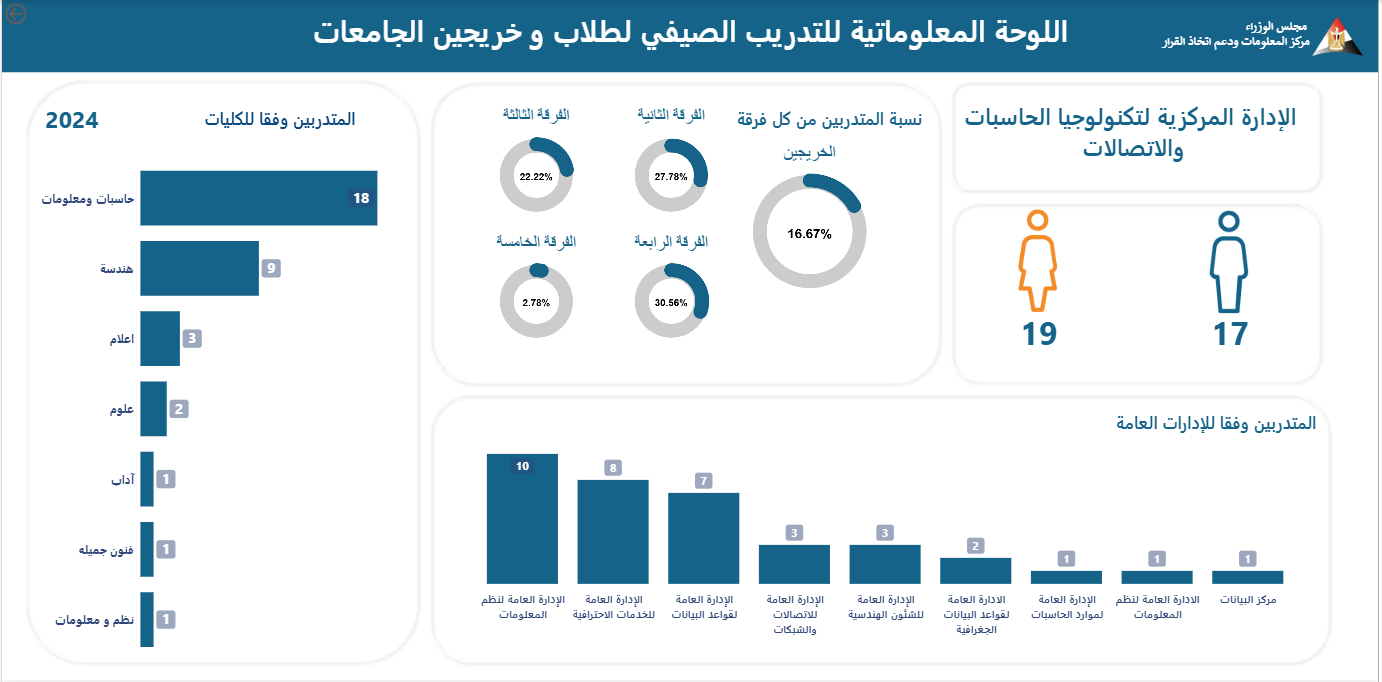 مجلس الوزراء
مركز المعلومات ودعم اتخاذ القرار
اللوحة المعلوماتية للتدريب الصيفي لطلاب و خريجين الجامعات
الإدارة المركزية لتكنولوجيا الحاسبات
والاتصالات
17
19
نسبة المتدربين من كل فرقة
الخريجين
16.67%
الفرقة الثانية
27.78%
الفرقة الثالثة
22.22%
الفرقة الرابعة
30.56%
الفرقة الخامسة
2.78%
المتدربين وفقا للكليات
2024
حاسبات ومعلومات
18
هندسة
9
اعلام
3
علوم
2
آداب
1
فنون جميله
1
نظم و معلومات
1
المتدربين وفقا للإدارات العامة
1
مركز البيانات
1
الادارة العامة لنظم
المعلومات
1
الإدارة العامة
لموارد الحاسبات
2
الادارة العامة
لقواعد البيانات
الجغرافية
3
الإدارة العامة
للشئون الهندسية
3
الإدارة العامة
للاتصالات
والشبكات
7
الإدارة العامة
لقواعد البيانات
8
الإدارة العامة
للخدمات الاحترافية
10
الإدارة العامة لنظم
المعلومات